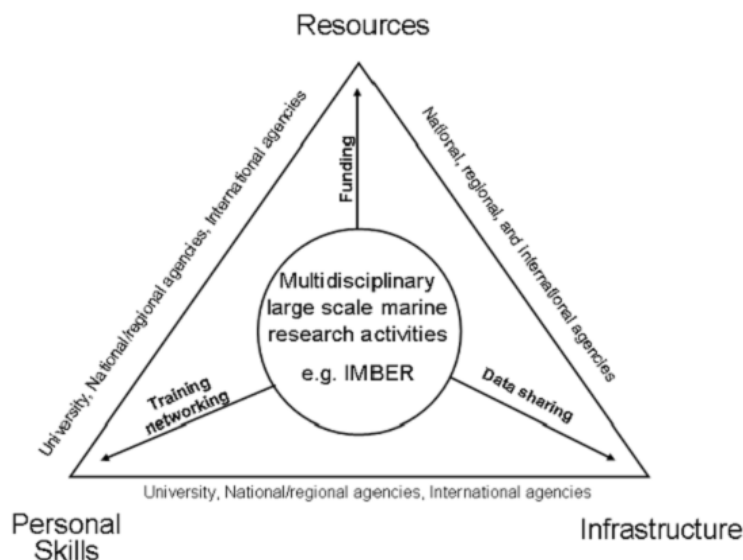 Resources
University, National/regional agencies, International agencies
National, regional, and International agencies
Funding
Multidisciplinary
large scale marine
research activities
e.g. IMBER
Training
networking
Data sharing
University, National/regional agencies, International agencies
Personal
Skills
Infrastructure